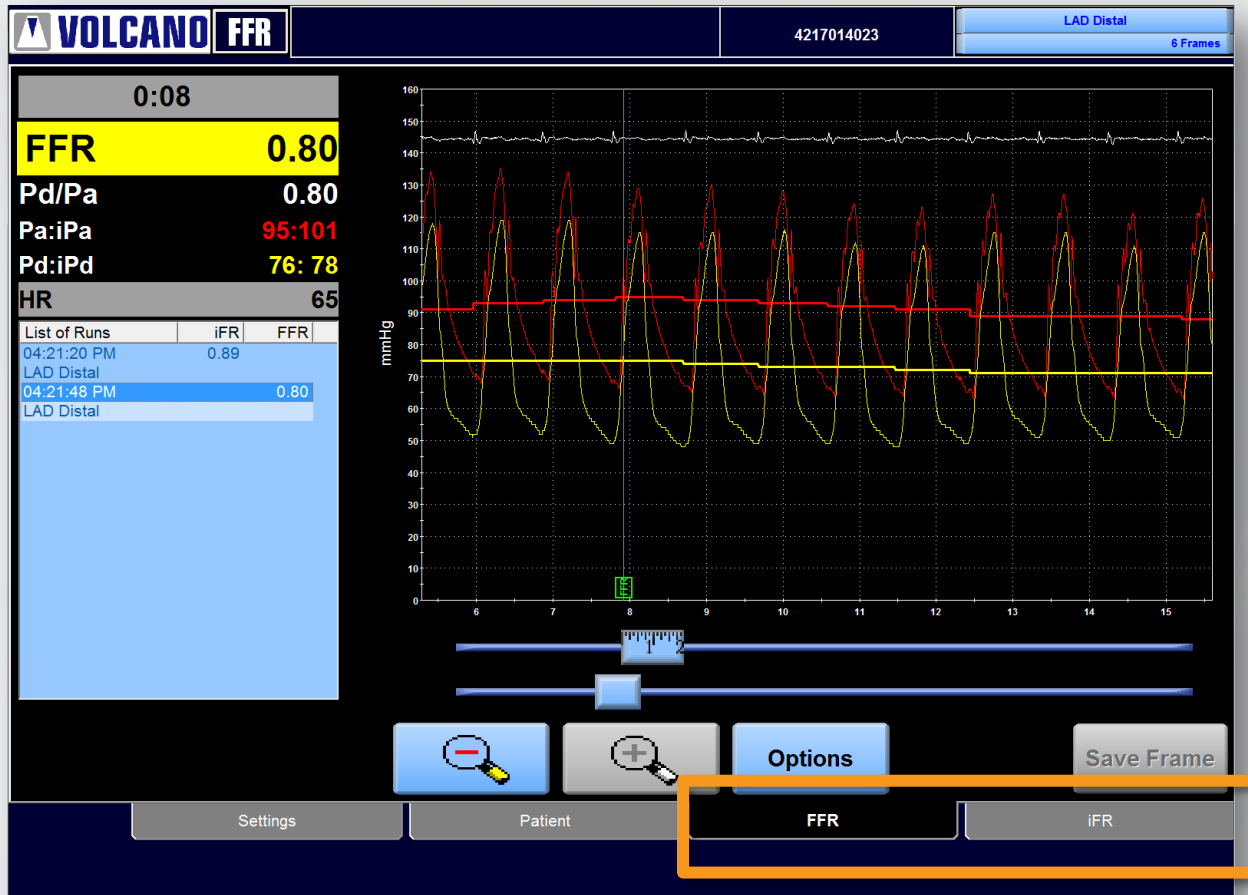 VOLCANO FFR
4217014023
LAD Distal
6 Frames
0:08
FFR 0.80
Pd/Pa 0.80
Pa:iPa 95:101
Pd:iPd 76: 78
HR 65
List of Runs iFR FFR
04:21:20 PM 0.89
LAD Distal
04:21:48 PM 0.80
LAD Distal
160
150
140
130
120
110
100
90
80
70
60
50
40
30
20
10
0
mmHg
FFR
6 7 8 9 10 11 12 13 14 15
1 2
Options
Save Frame
Settings
Patient
FFR
iFR